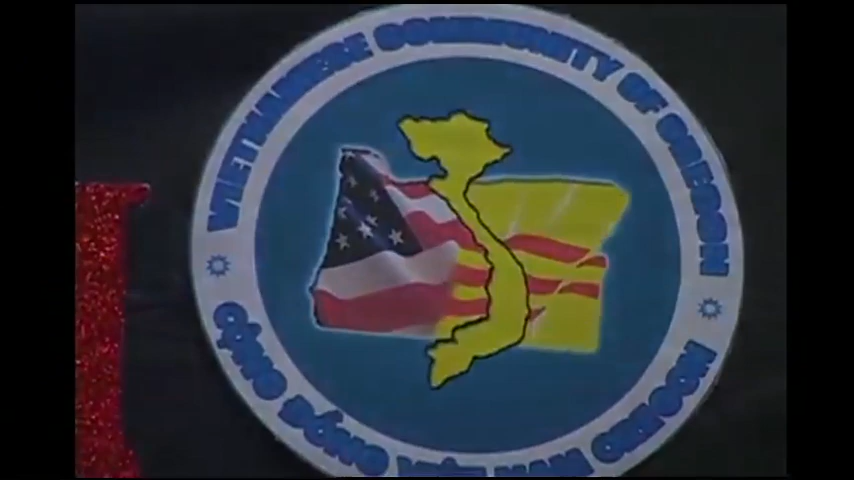 VIETNAMESE COMMUNITY OF OREGON
CỘNG ĐỒNG VIỆT NAM OREGON